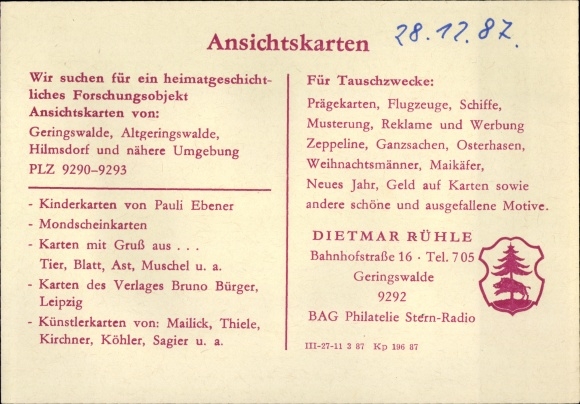 Ansichtskarten 28.12.87.
Wir suchen für ein heimatgeschicht-
liches Forschungsobjekt
Ansichtskarten von:
Geringswalde, Altgeringswalde,
Hilmsdorf und nähere Umgebung
PLZ 9290–9293
- Kinderkarten von Pauli Ebener
- Mondscheinkarten
- Karten mit Gruß aus . . .
Tier, Blatt, Ast, Muschel u. a.
- Karten des Verlages Bruno Bürger,
Leipzig
- Künstlerkarten von: Mailick, Thiele,
Kirchner, Köhler, Sagier u. a.
Für Tauschzwecke:
Prägekarten, Flugzeuge, Schiffe,
Musterung, Reklame und Werbung
Zeppeline, Ganzsachen, Osterhasen,
Weihnachtsmänner, Maikäfer,
Neues Jahr, Geld auf Karten sowie
andere schöne und ausgefallene Motive.
DIETMAR RÜHLE
Bahnhofstraße 16 · Tel. 705
Geringswalde
9292
BAG Philatelie Stern-Radio
III-27-11 3 87 Kp 196 87